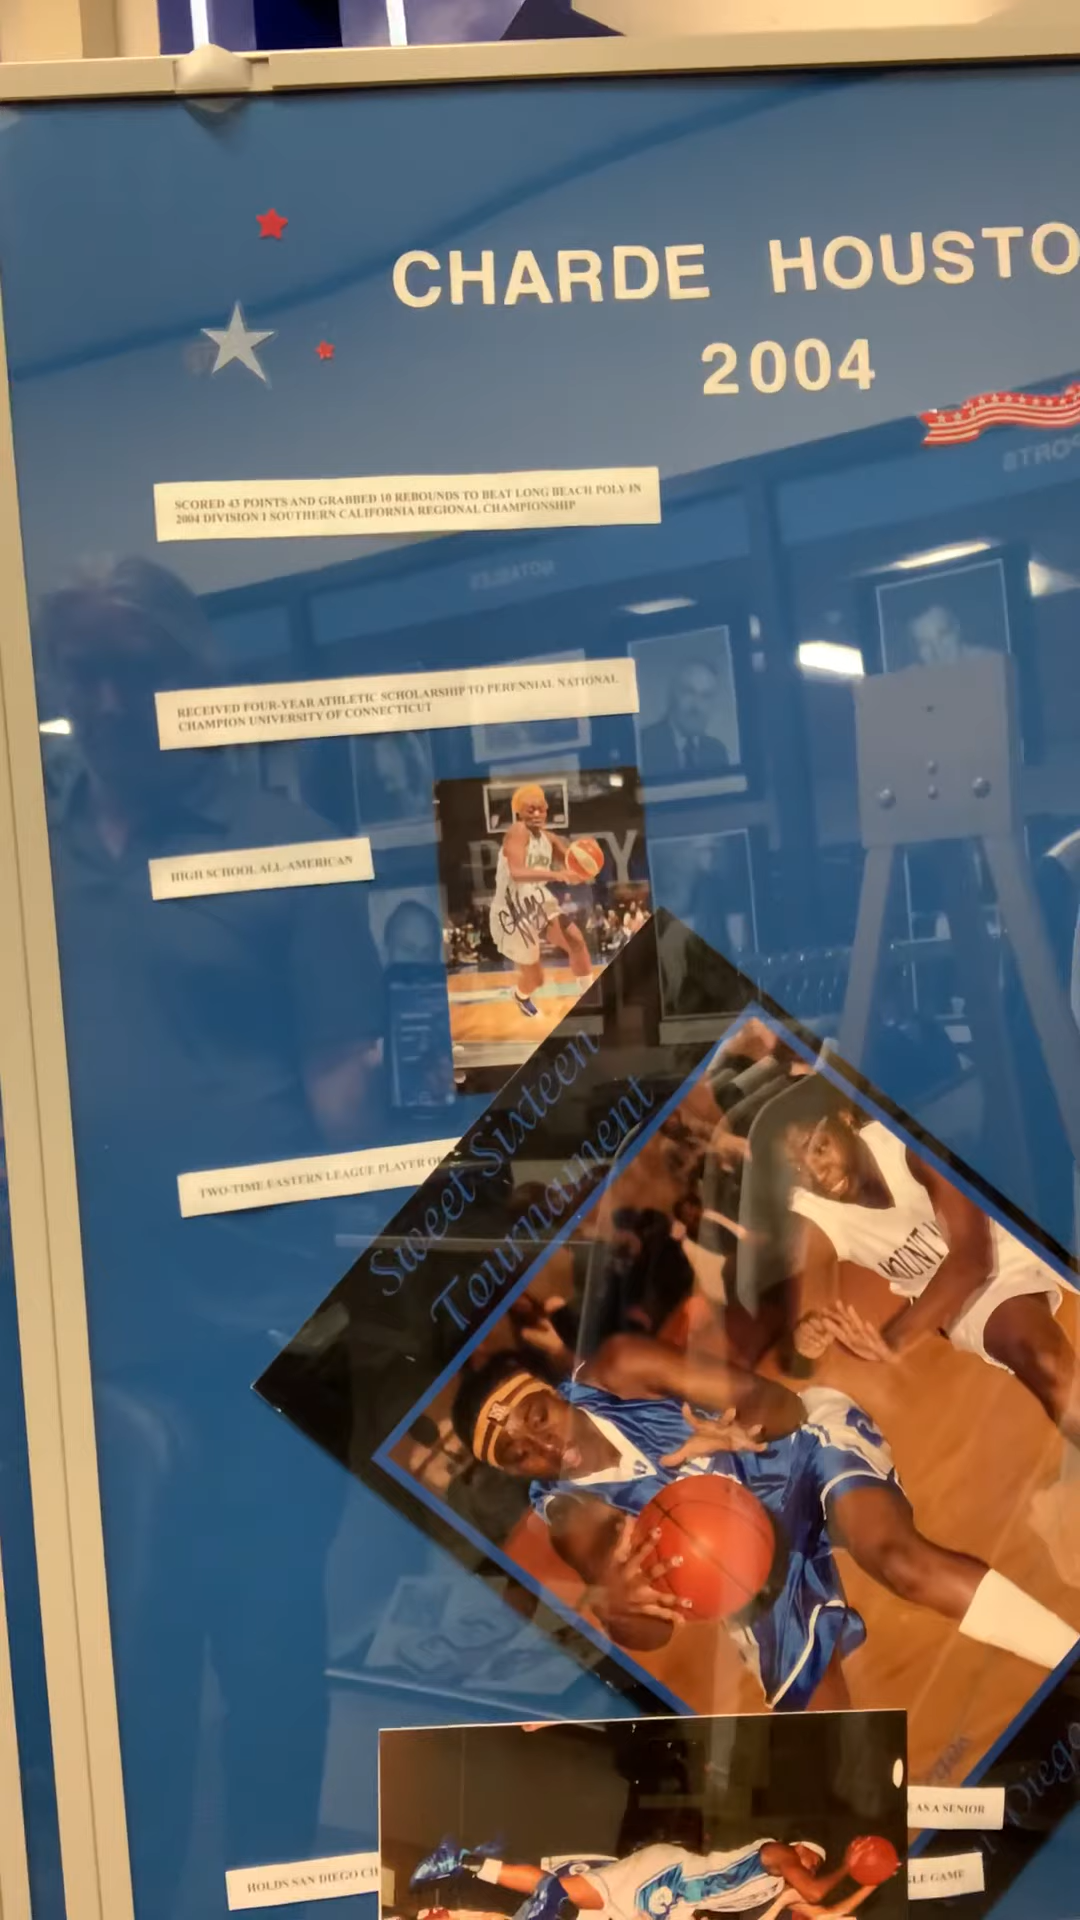 CHARDE HOUSTO
2004
SCORED 43 POINTS AND GRABBED 10 REBOUNDS TO BEAT LONG BEACH POLY IN
2004 DIVISION I SOUTHERN CALIFORNIA REGIONAL CHAMPIONSHIP
RECEIVED FOUR-YEAR ATHLETIC SCHOLARSHIP TO PERENNIAL NATIONAL
CHAMPION UNIVERSITY OF CONNECTICUT
HIGH SCHOOL ALL-AMERICAN
TWO-TIME EASTERN LEAGUE PLAYER OF
Sweet Sixteen
Tournament
MOUNT
AS A SENIOR
HOLDS SAN DIEGO CI
GLE GAME
Diego